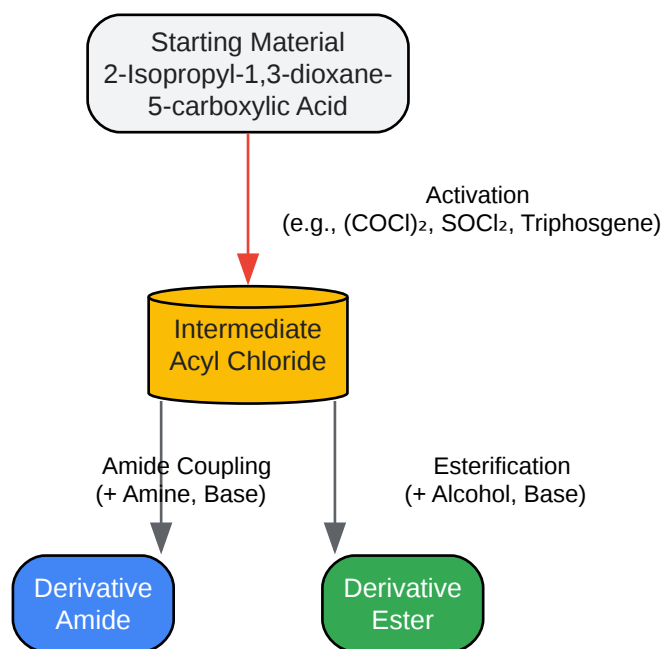 Starting Material
2-Isopropyl-1,3-dioxane-
5-carboxylic Acid
Activation
(e.g., (COCl)₂, SOCl₂, Triphosgene)
Intermediate
Acyl Chloride
Amide Coupling
(+ Amine, Base)
Esterification
(+ Alcohol, Base)
Derivative
Amide
Derivative
Ester